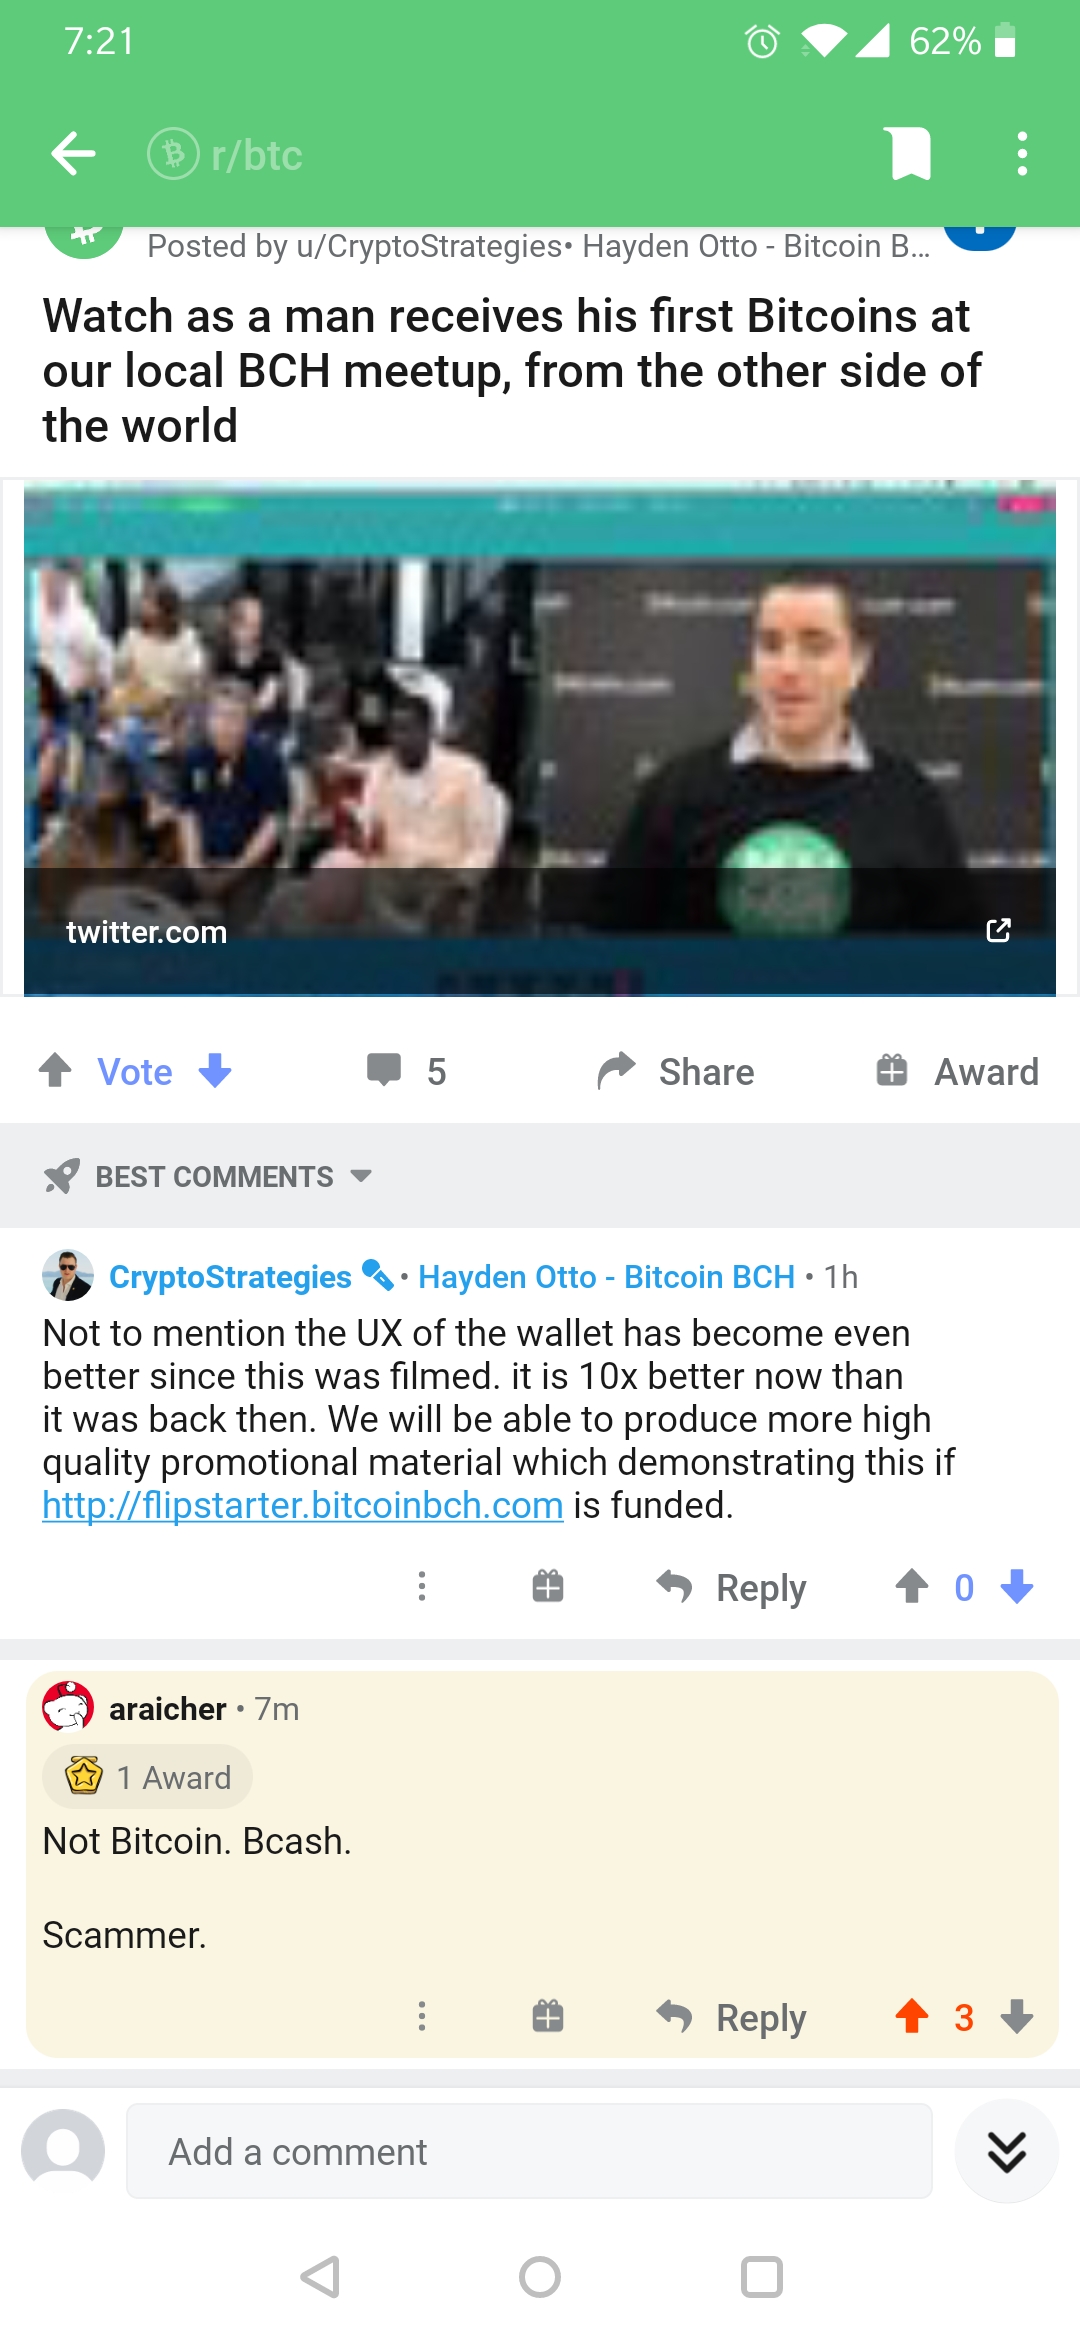 7:21
62%
r/btc
Posted by u/CryptoStrategies• Hayden Otto - Bitcoin B...
Watch as a man receives his first Bitcoins at
our local BCH meetup, from the other side of
the world
twitter.com
Vote
5
Share
Award
BEST COMMENTS
CryptoStrategies • Hayden Otto - Bitcoin BCH • 1h
Not to mention the UX of the wallet has become even
better since this was filmed. it is 10x better now than
it was back then. We will be able to produce more high
quality promotional material which demonstrating this if
http://flipstarter.bitcoinbch.com is funded.
Reply
0
araicher • 7m
1 Award
Not Bitcoin. Bcash.
Scammer.
Reply
3
Add a comment